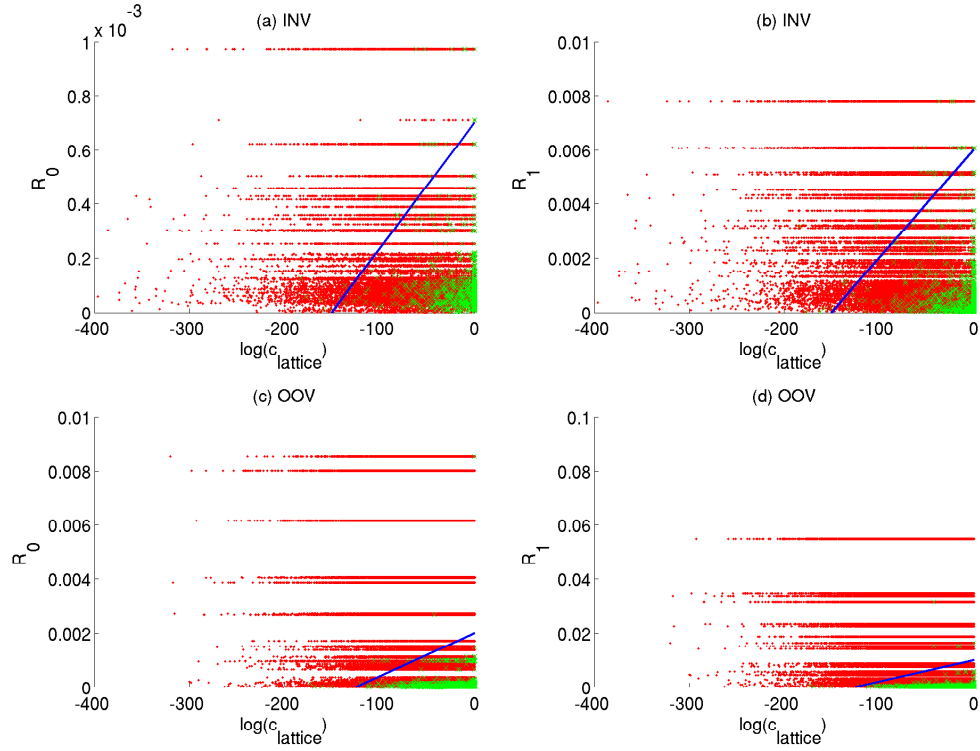 (a) INV
1 x 10^-3
0.8
0.6
0.4
0.2
0
R_0
-400 -300 -200 -100 0
log(c_lattice)
(b) INV
0.01
0.008
0.006
0.004
0.002
0
R_1
-400 -300 -200 -100 0
log(c_lattice)
(c) OOV
0.01
0.008
0.006
0.004
0.002
0
R_0
-400 -300 -200 -100 0
log(c_lattice)
(d) OOV
0.1
0.08
0.06
0.04
0.02
0
R_1
-400 -300 -200 -100 0
log(c_lattice)